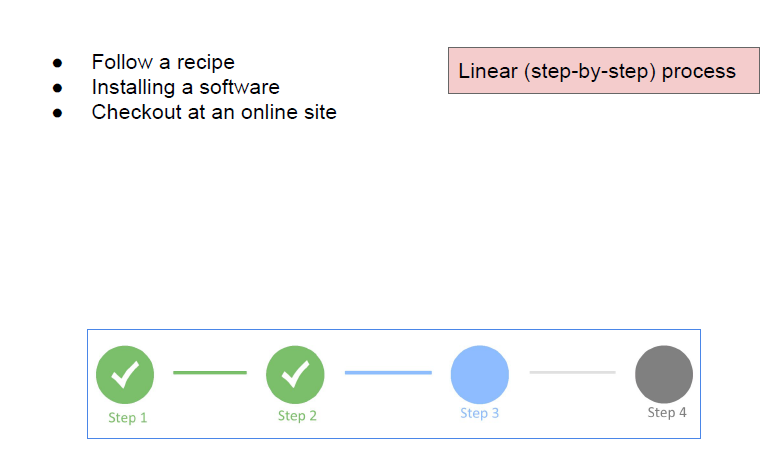 ● Follow a recipe
● Installing a software
● Checkout at an online site
Linear (step-by-step) process
Step 1
Step 2
Step 3
Step 4